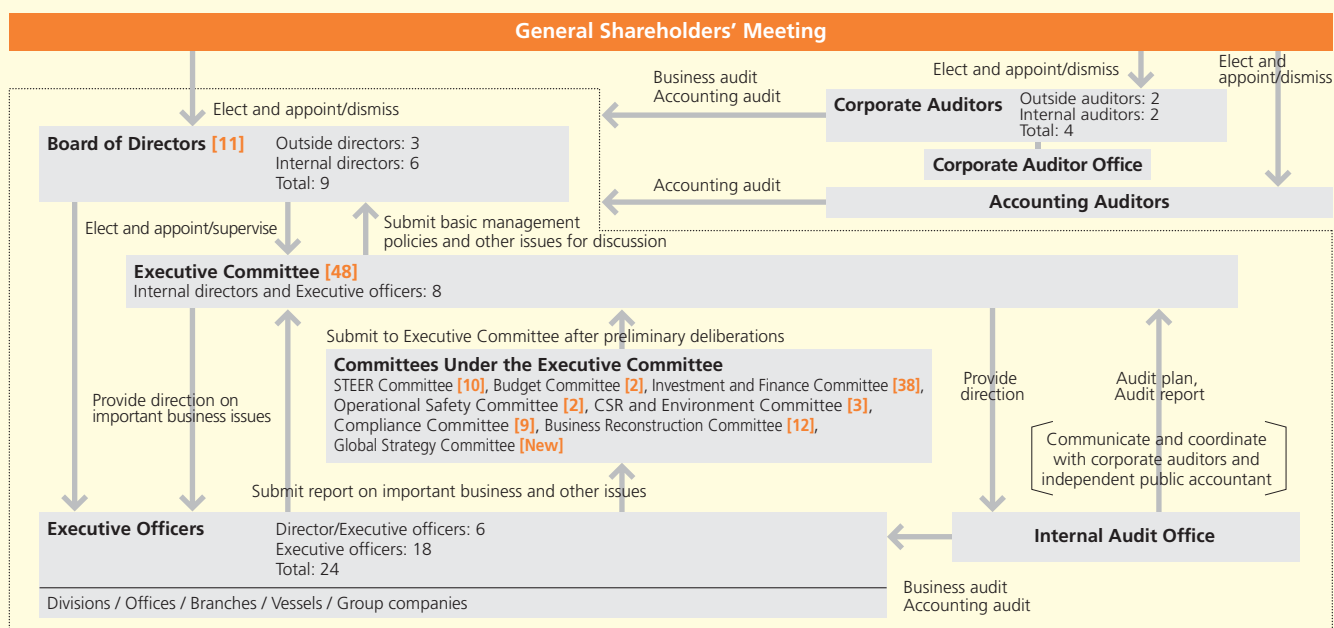 General Shareholders' Meeting
Elect and appoint/dismiss
Business audit
Accounting audit
Elect and appoint/dismiss
Elect and
appoint/dismiss
Corporate Auditors
Outside auditors: 2
Internal auditors: 2
Total: 4
Corporate Auditor Office
Board of Directors [11]
Outside directors: 3
Internal directors: 6
Total: 9
Accounting audit
Accounting Auditors
Elect and appoint/supervise
Submit basic management
policies and other issues for discussion
Executive Committee [48]
Internal directors and Executive officers: 8
Submit to Executive Committee after preliminary deliberations
Committees Under the Executive Committee
STEER Committee [10], Budget Committee [2], Investment and Finance Committee [38],
Operational Safety Committee [2], CSR and Environment Committee [3],
Compliance Committee [9], Business Reconstruction Committee [12],
Global Strategy Committee [New]
Provide direction on
important business issues
Provide
direction
Audit plan,
Audit report
Communicate and coordinate
with corporate auditors and
independent public accountant
Submit report on important business and other issues
Executive Officers
Director/Executive officers: 6
Executive officers: 18
Total: 24
Internal Audit Office
Divisions / Offices / Branches / Vessels / Group companies
Business audit
Accounting audit